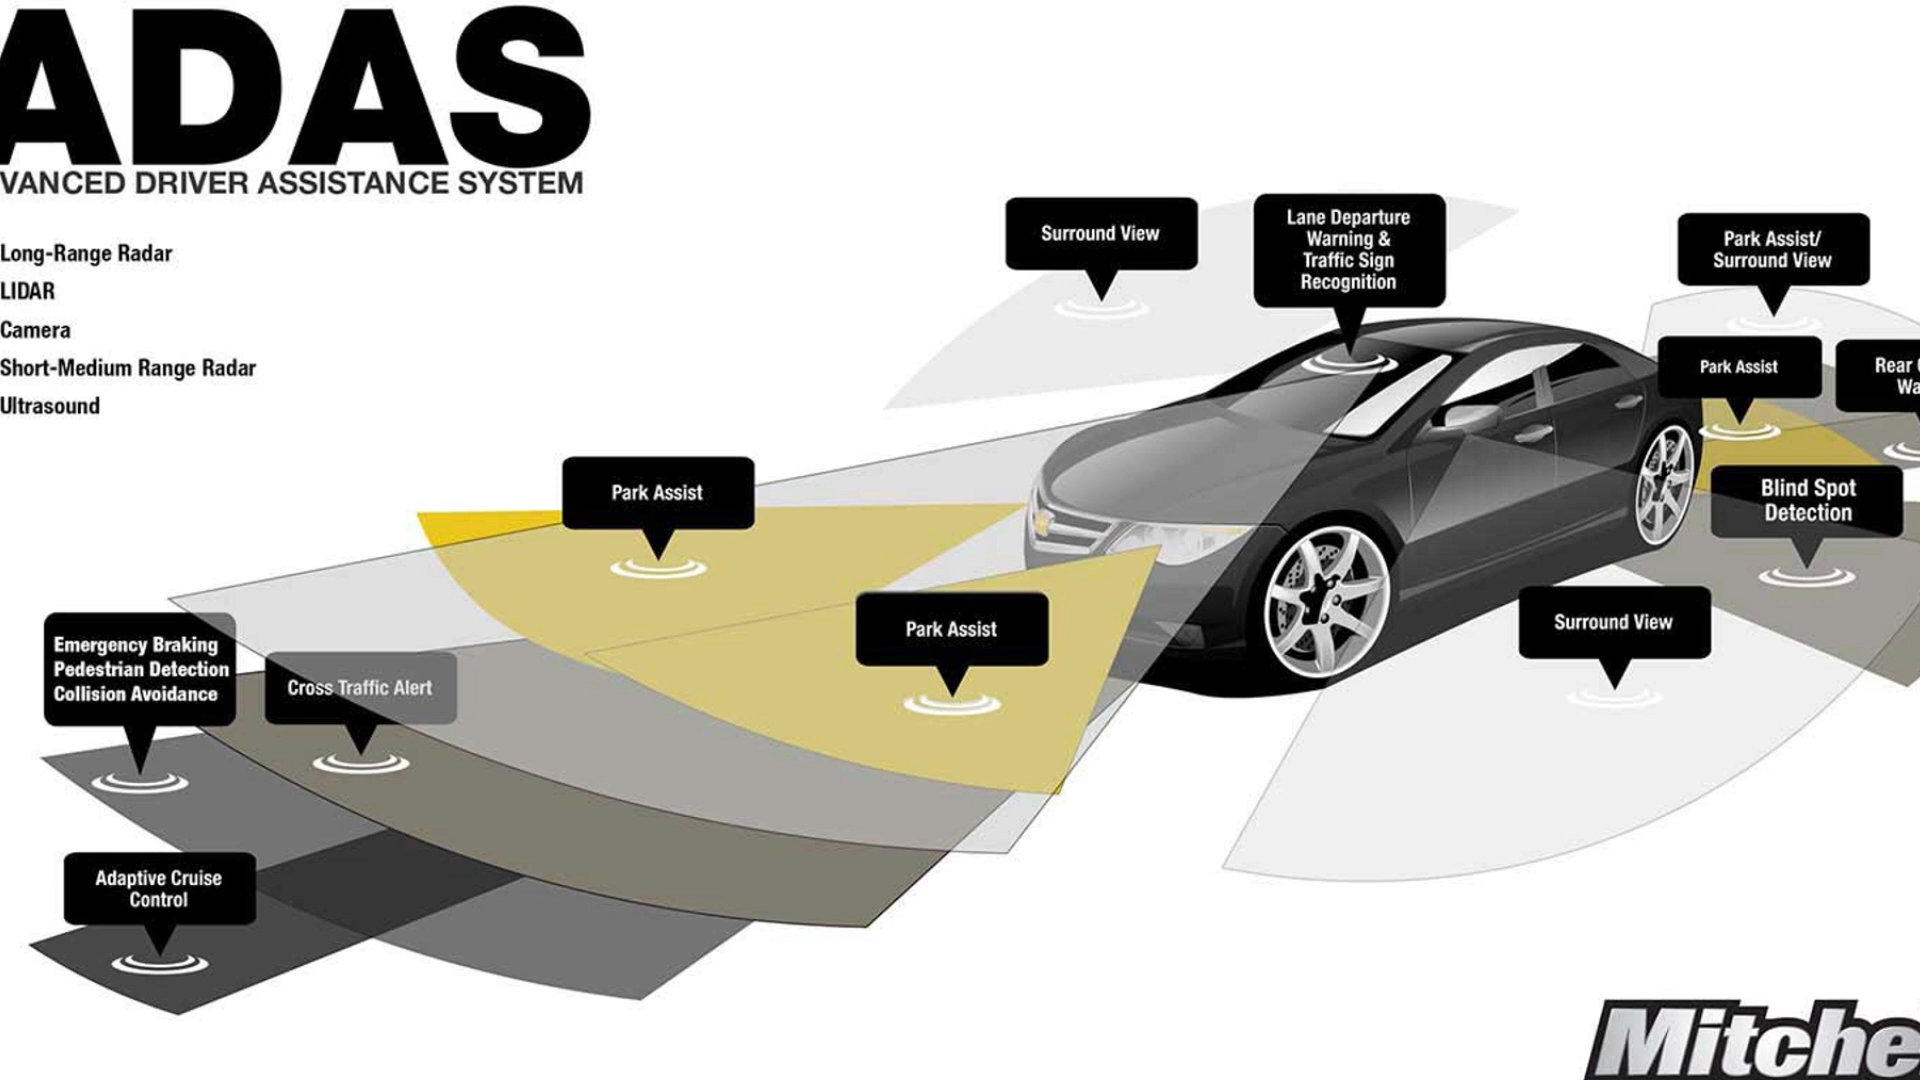 ADAS
VANCED DRIVER ASSISTANCE SYSTEM
Long-Range Radar
LIDAR
Camera
Short-Medium Range Radar
Ultrasound
Surround View
Lane Departure
Warning &
Traffic Sign
Recognition
Park Assist/
Surround View
Park Assist
Rear
Wa
Park Assist
Blind Spot
Detection
Park Assist
Surround View
Emergency Braking
Pedestrian Detection
Collision Avoidance
Cross Traffic Alert
Adaptive Cruise
Control
Mitche